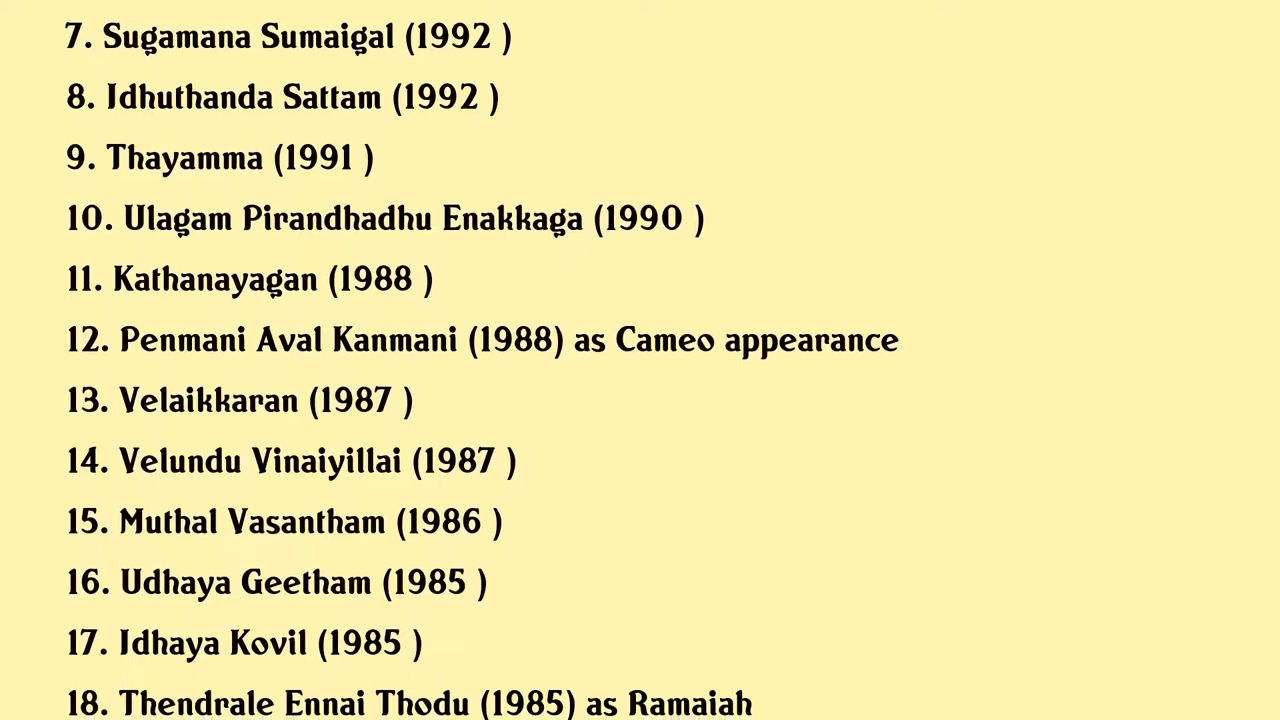 7. Sugamana Sumaigal (1992 )
8. Idhuthanda Sattam (1992 )
9. Thayamma (1991 )
10. Ulagam Pirandhadhu Enakkaga (1990 )
11. Kathanayagan (1988 )
12. Penmani Aval Kanmani (1988) as Cameo appearance
13. Velaikkaran (1987 )
14. Velundu Vinaiyillai (1987 )
15. Muthal Vasantham (1986 )
16. Udhaya Geetham (1985 )
17. Idhaya Kovil (1985 )
18. Thendrale Ennai Thodu (1985) as Ramaiah